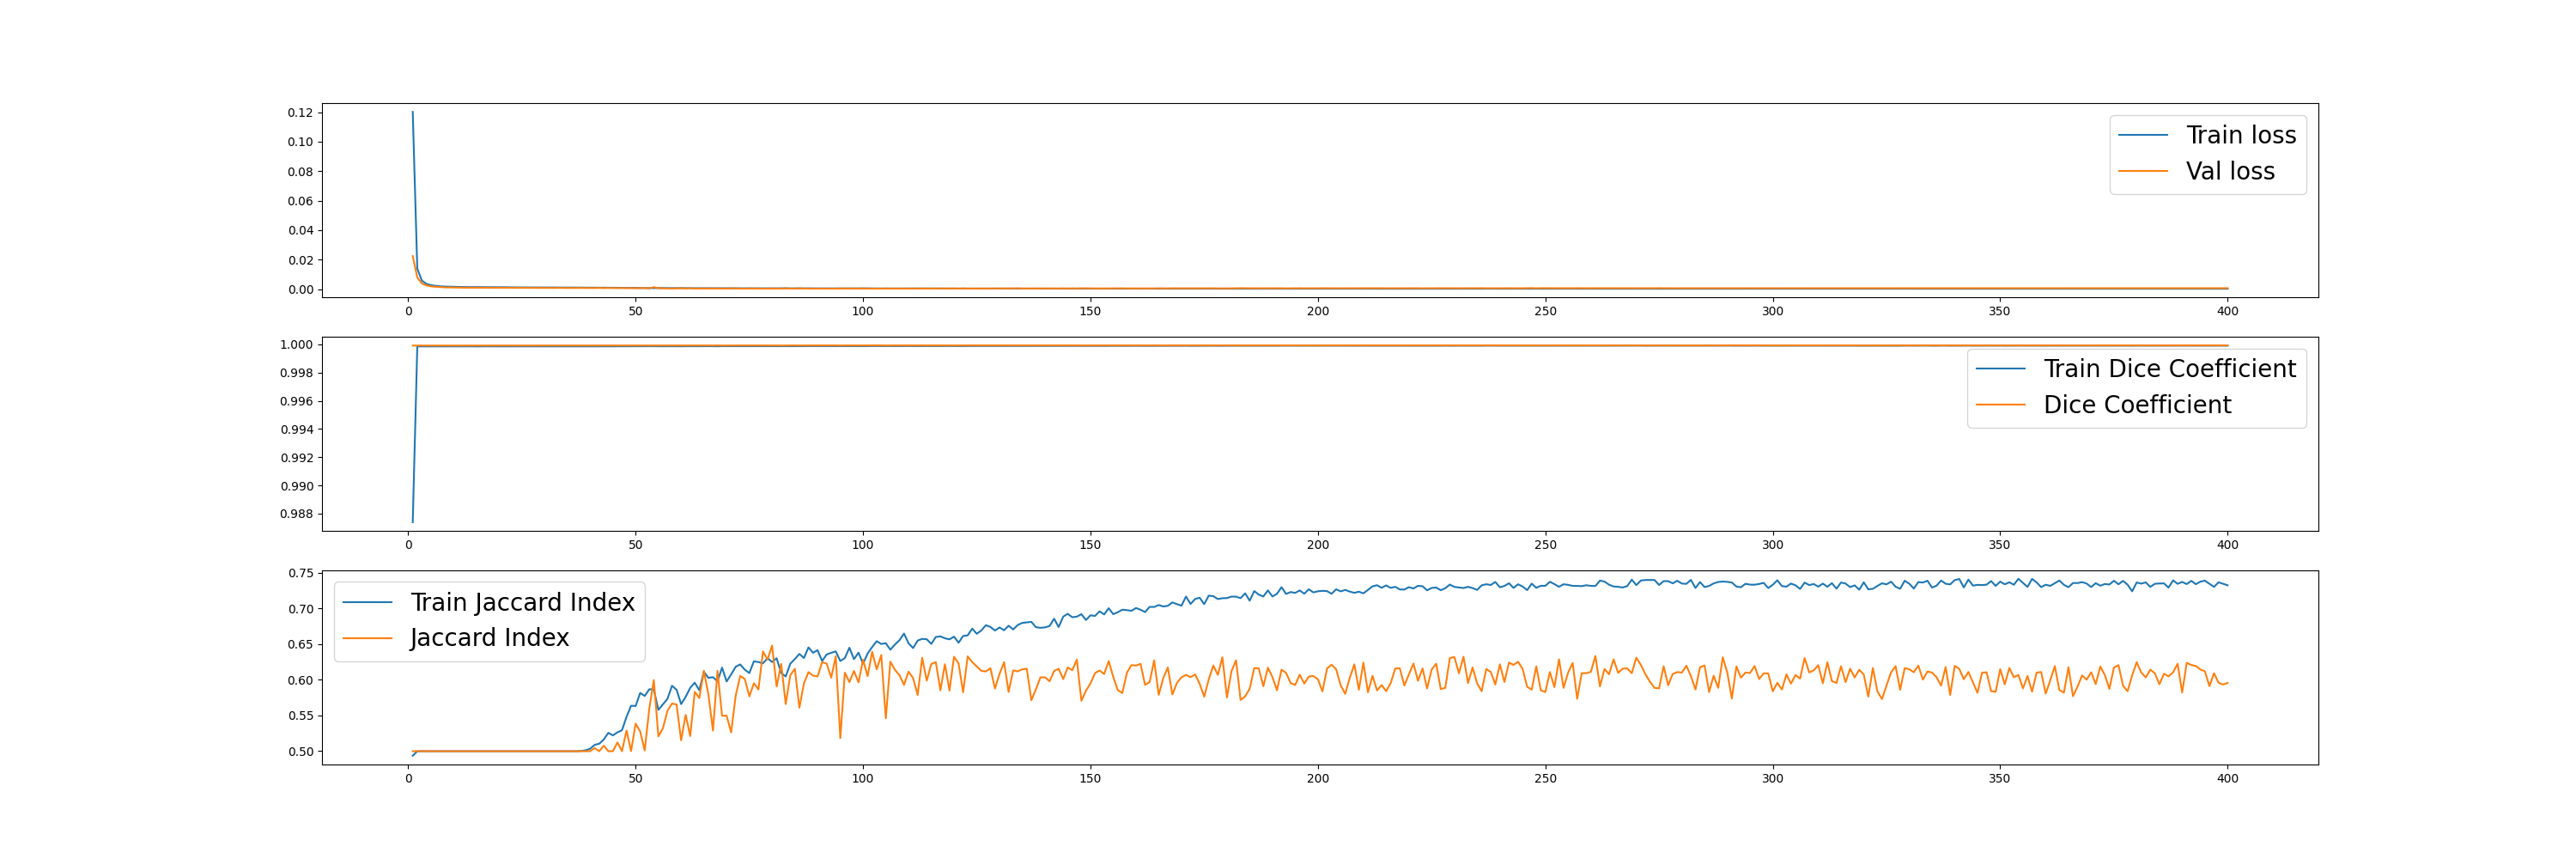 0.12
0.10
0.08
0.06
0.04
0.02
0.00
Train loss
Val loss
0 50 100 150 200 250 300 350 400
1.000
0.998
0.996
0.994
0.992
0.990
0.988
Train Dice Coefficient
Dice Coefficient
0 50 100 150 200 250 300 350 400
0.75
0.70
0.65
0.60
0.55
0.50
Train Jaccard Index
Jaccard Index
0 50 100 150 200 250 300 350 400